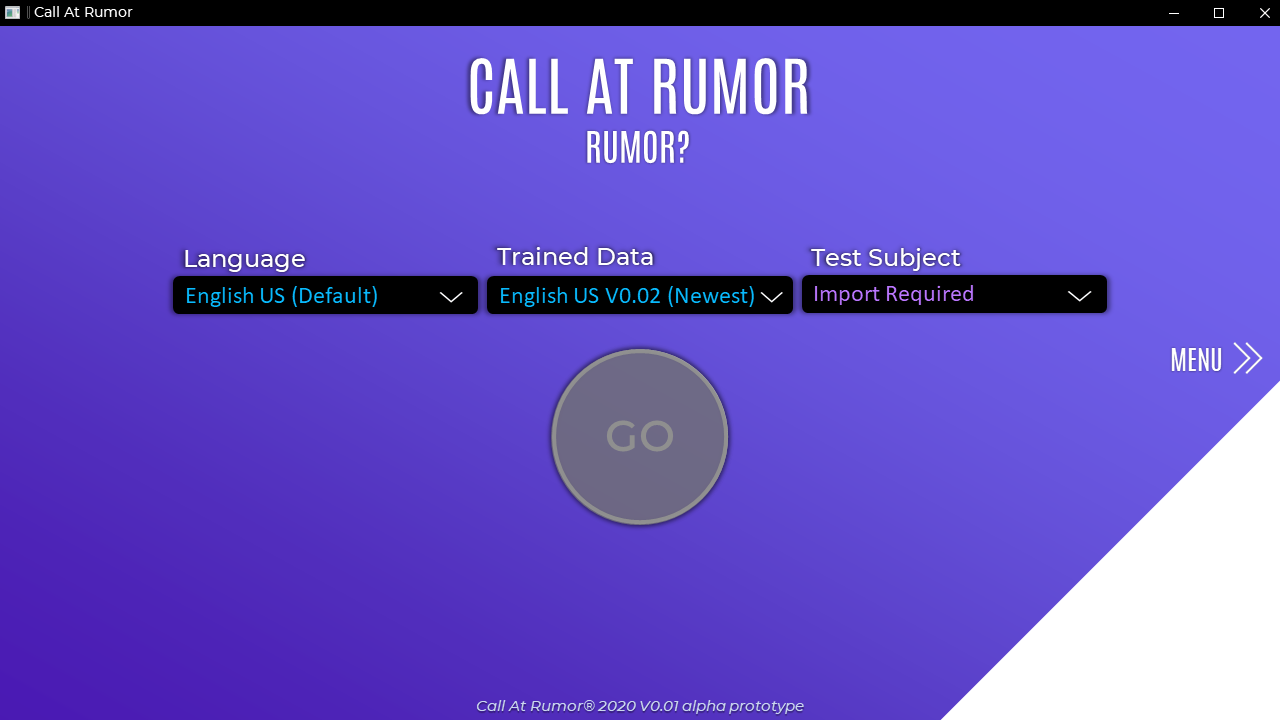 Call At Rumor
CALL AT RUMOR
RUMOR?
Language
Trained Data
Test Subject
English US (Default)
English US V0.02 (Newest)
Import Required
MENU
GO
Call At Rumor® 2020 V0.01 alpha prototype